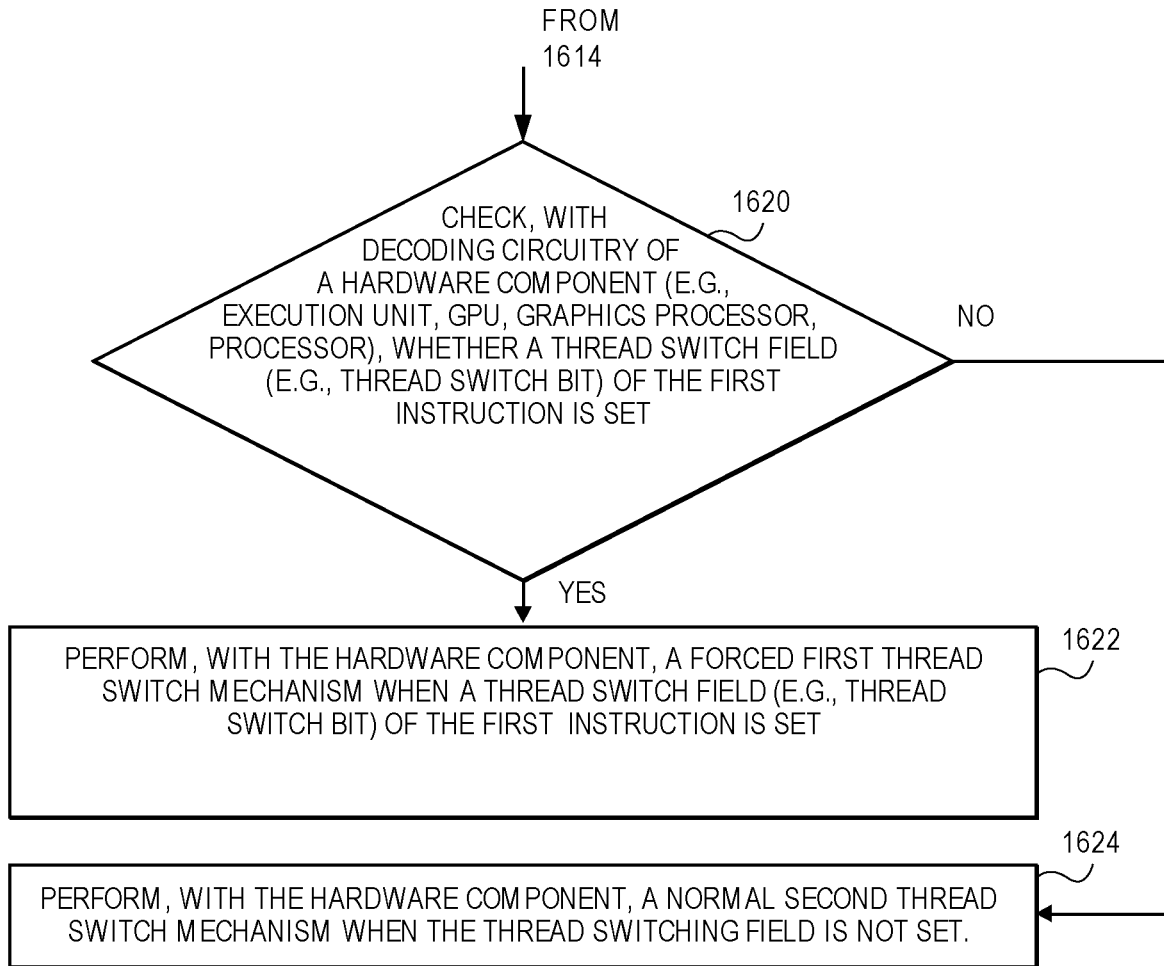 FROM
1614
1620
CHECK, WITH
DECODING CIRCUITRY OF
A HARDWARE COMPONENT (E.G.,
EXECUTION UNIT, GPU, GRAPHICS PROCESSOR,
PROCESSOR), WHETHER A THREAD SWITCH FIELD
(E.G., THREAD SWITCH BIT) OF THE FIRST
INSTRUCTION IS SET
NO
YES
1622
PERFORM, WITH THE HARDWARE COMPONENT, A FORCED FIRST THREAD
SWITCH MECHANISM WHEN A THREAD SWITCH FIELD (E.G., THREAD
SWITCH BIT) OF THE FIRST INSTRUCTION IS SET
1624
PERFORM, WITH THE HARDWARE COMPONENT, A NORMAL SECOND THREAD
SWITCH MECHANISM WHEN THE THREAD SWITCHING FIELD IS NOT SET.